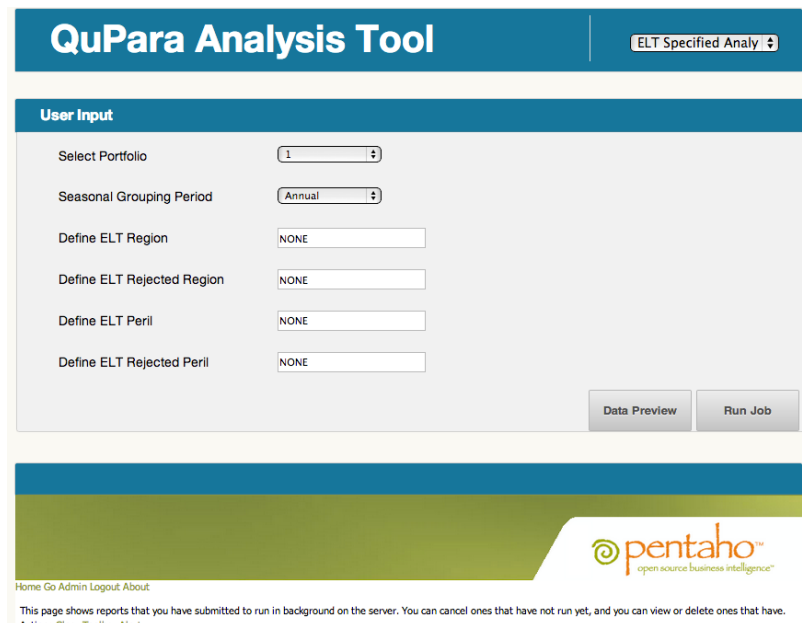 QuPara Analysis Tool
ELT Specified Analy
User Input
Select Portfolio 1
Seasonal Grouping Period Annual
Define ELT Region NONE
Define ELT Rejected Region NONE
Define ELT Peril NONE
Define ELT Rejected Peril NONE
Data Preview Run Job
pentaho™
open source business intelligence™
Home Go Admin Logout About
This page shows reports that you have submitted to run in background on the server. You can cancel ones that have not run yet, and you can view or delete ones that have.